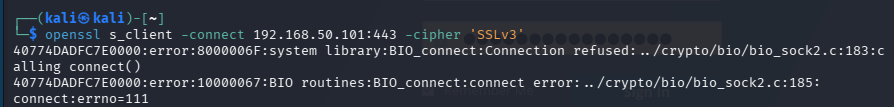 ┌──(kali㉿kali)-[~]
└─$ openssl s_client -connect 192.168.50.101:443 -cipher 'SSLv3'
40774DADFC7E0000:error:8000006F:system library:BIO_connect:Connection refused:../crypto/bio/bio_sock2.c:183:c
alling connect()
40774DADFC7E0000:error:10000067:BIO routines:BIO_connect:connect error:../crypto/bio/bio_sock2.c:185:
connect:errno=111